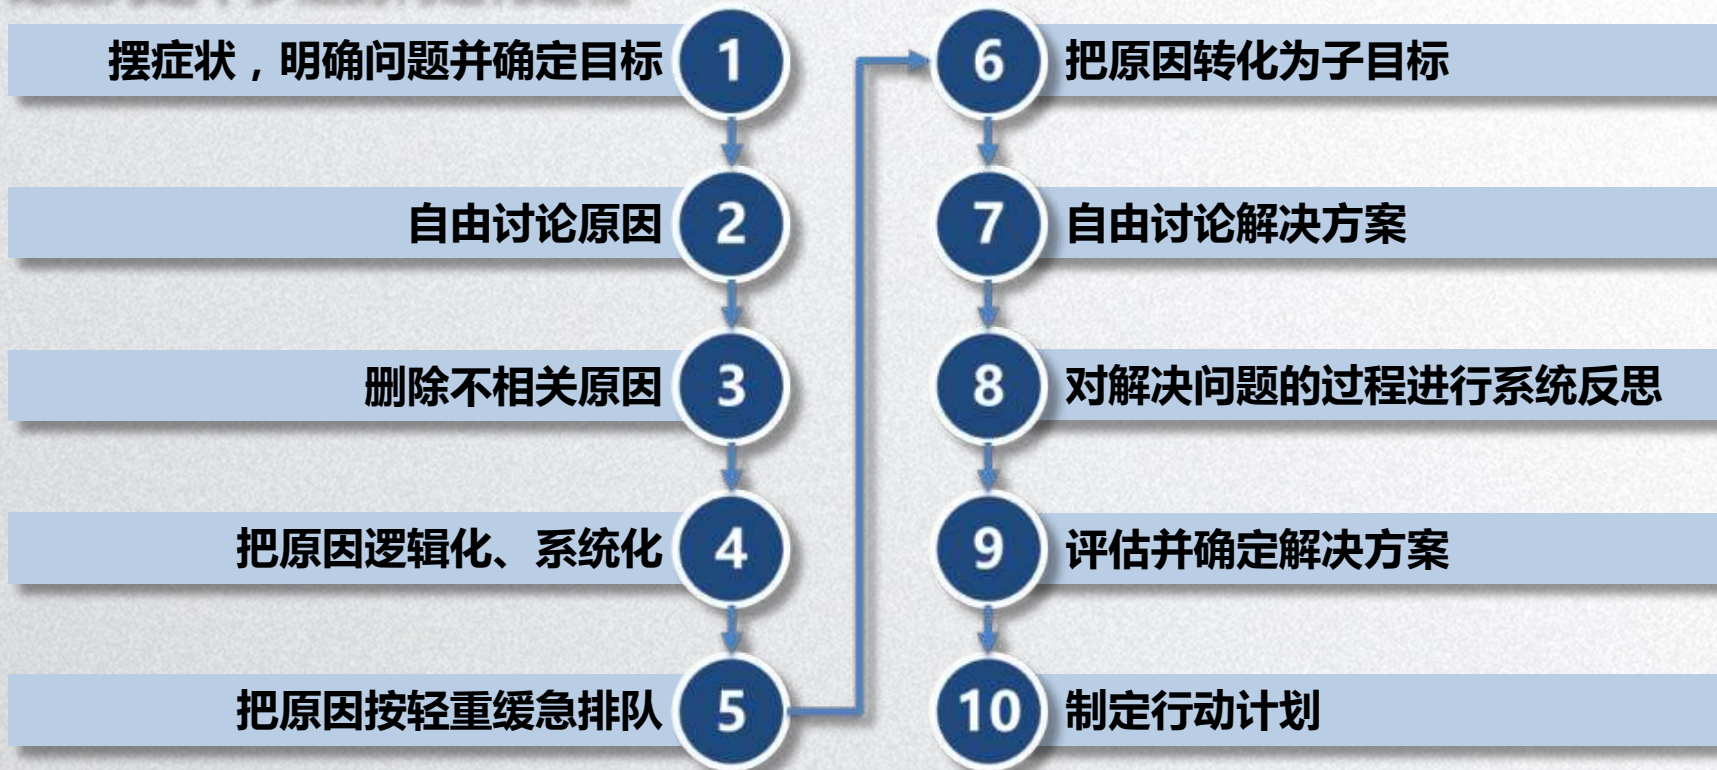 摆症状，明确问题并确定目标 1
自由讨论原因 2
删除不相关原因 3
把原因逻辑化、系统化 4
把原因按轻重缓急排队 5
6 把原因转化为子目标
7 自由讨论解决方案
8 对解决问题的过程进行系统反思
9 评估并确定解决方案
10 制定行动计划